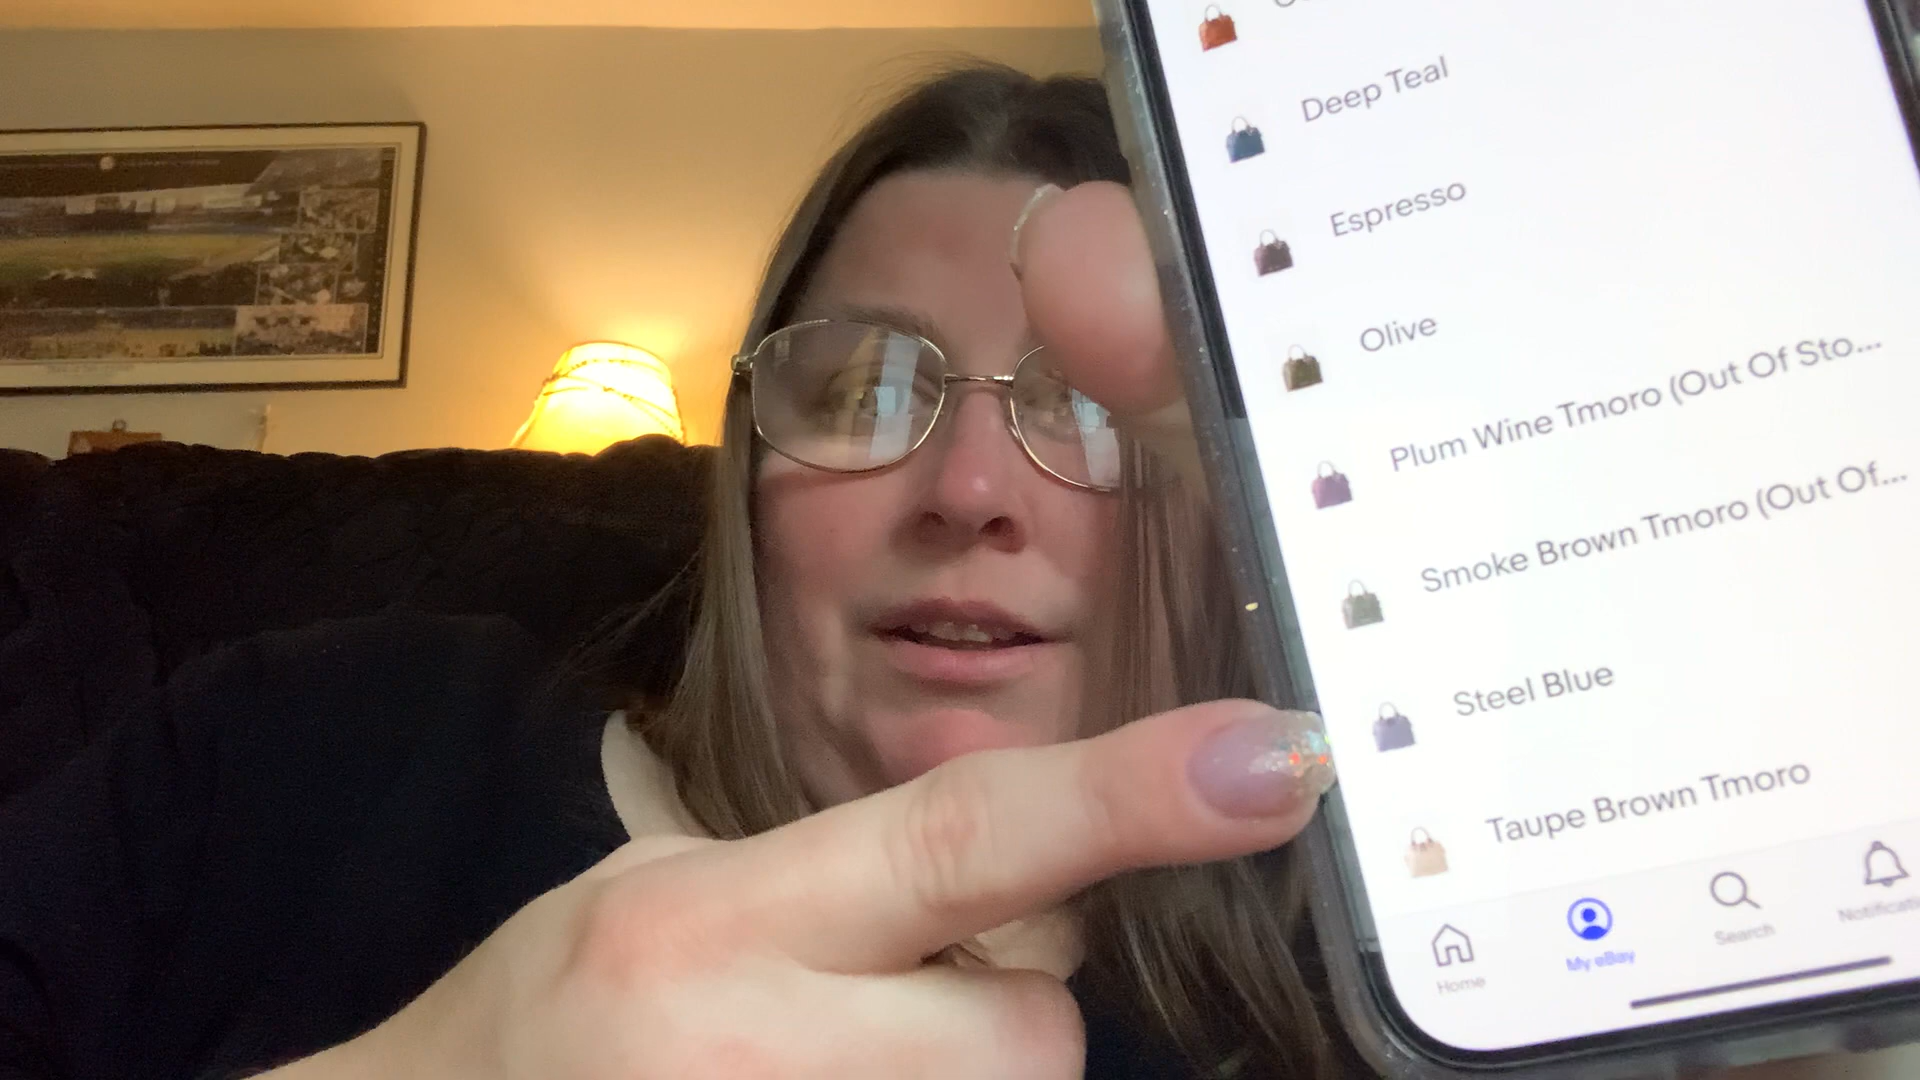 Deep Teal
Espresso
Olive
Plum Wine Tmoro (Out Of Sto...
Smoke Brown Tmoro (Out Of...
Steel Blue
Taupe Brown Tmoro
Home
My eBay
Search